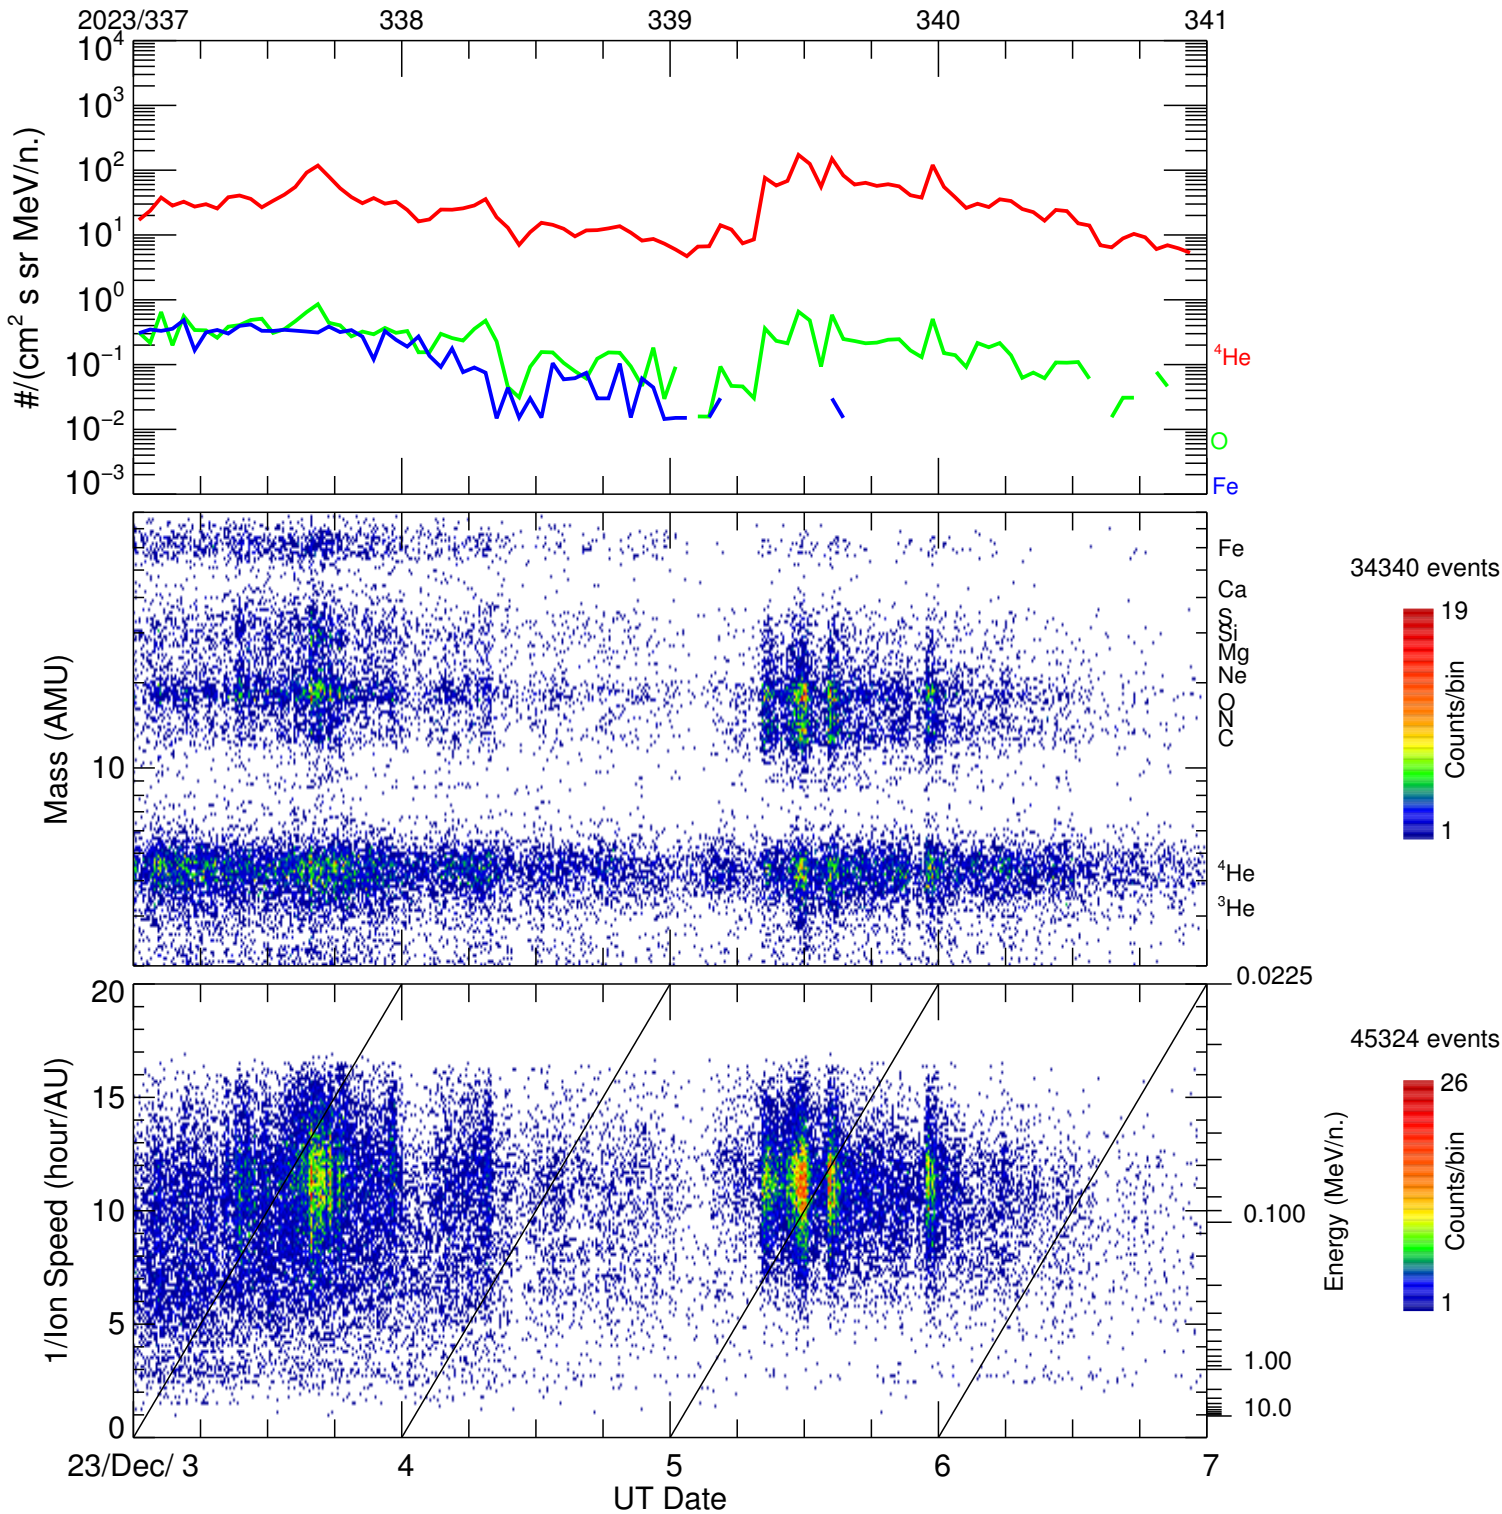 2023/337 338 339 340 341
10⁴
10³
10²
10¹
10⁰
10⁻¹
10⁻²
10⁻³
#/(cm² s sr MeV/n.)
⁴He
O
Fe
Mass (AMU)
10
Fe
Ca
S
Si
Mg
Ne
O
N
C
⁴He
³He
34340 events
19
Counts/bin
1
1/Ion Speed (hour/AU)
20
15
10
5
0
0.0225
0.100
1.00
10.0
Energy (MeV/n.)
45324 events
26
Counts/bin
1
23/Dec/ 3 4 5 6 7
UT Date